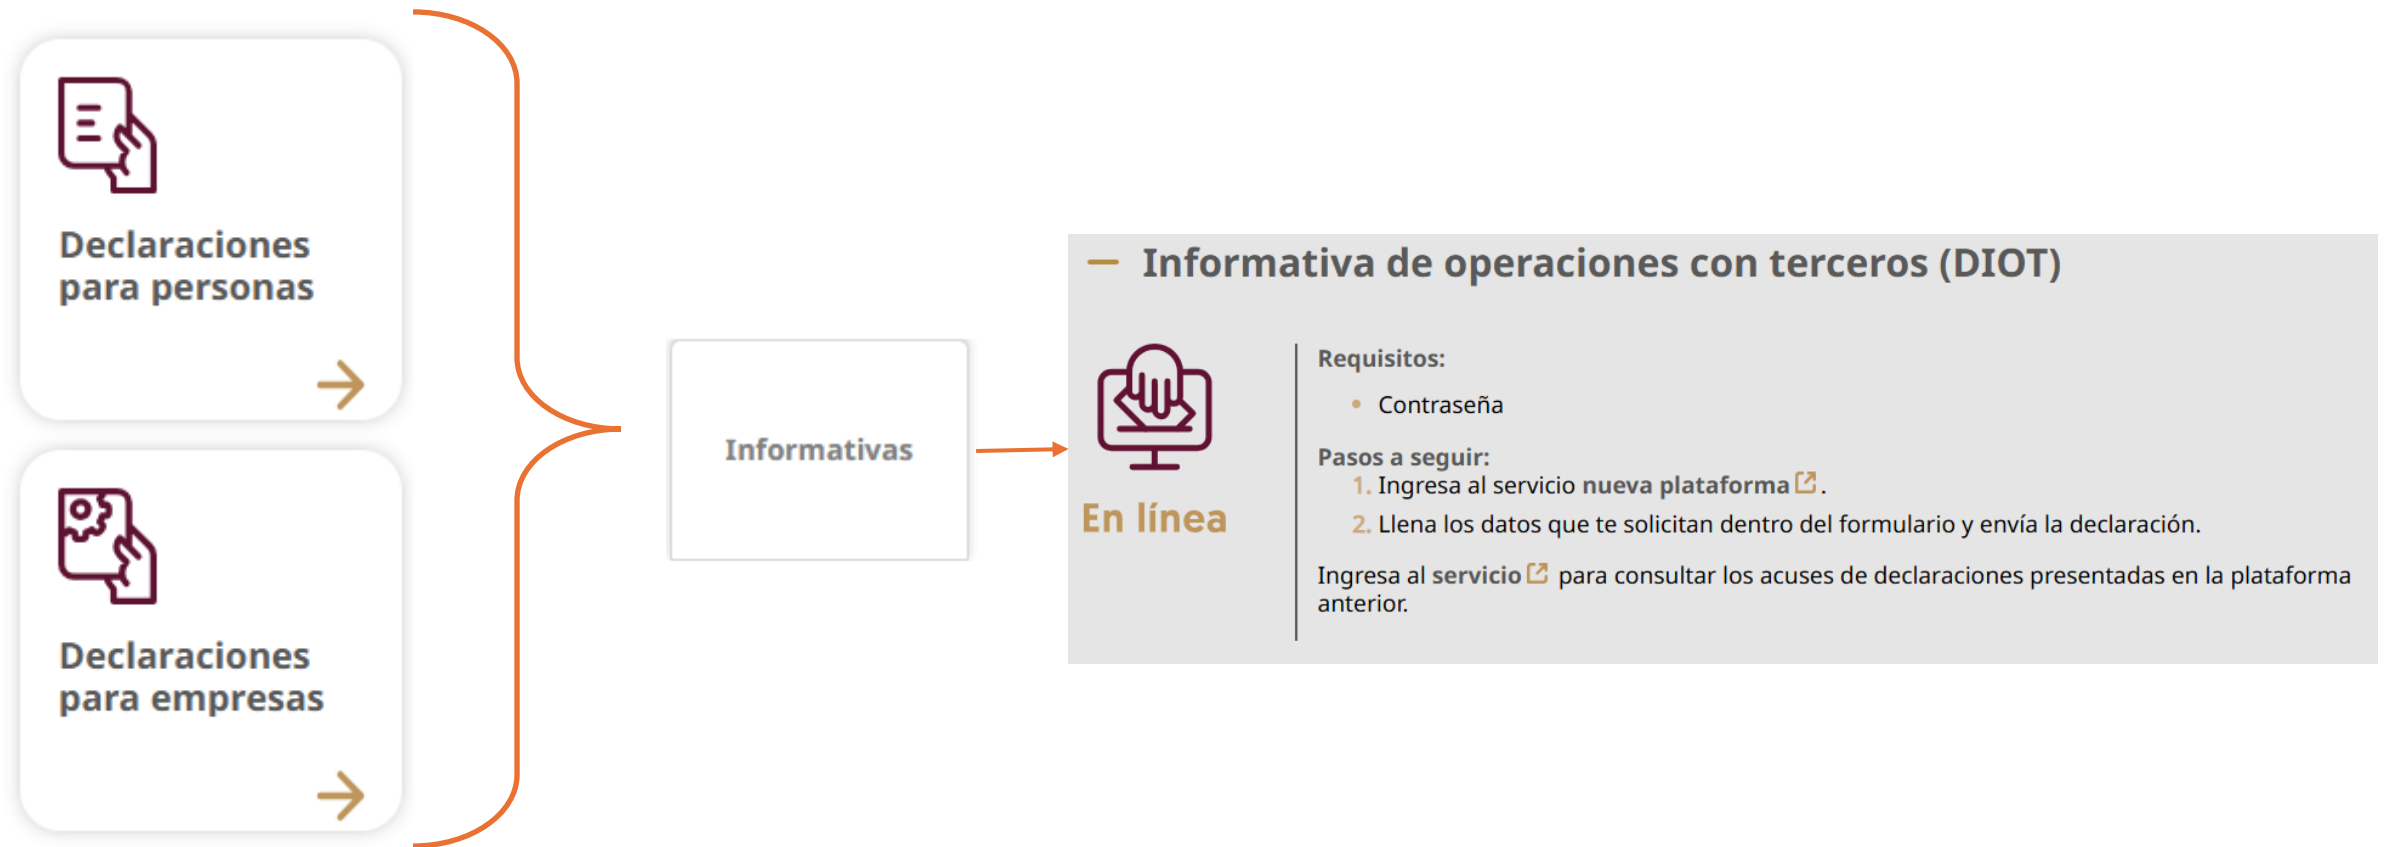 Declaraciones
para personas
Declaraciones
para empresas
Informativas
Informativa de operaciones con terceros (DIOT)
En línea
Requisitos:
• Contraseña
Pasos a seguir:
1. Ingresa al servicio nueva plataforma .
2. Llena los datos que te solicitan dentro del formulario y envía la declaración.
Ingresa al servicio para consultar los acuses de declaraciones presentadas en la plataforma
anterior.